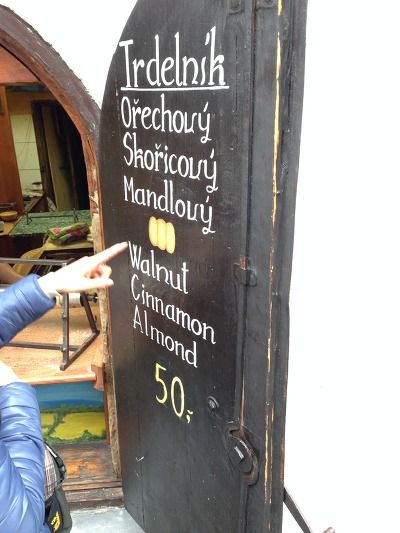 Trdelník
Ořechový
Skořicový
Mandlový
Walnut
Cinnamon
Almond
50,-